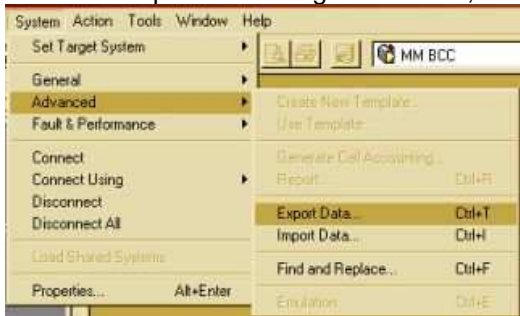 System Action Tools Window Help
Set Target System
MM BCC
General
Advanced
Fault & Performance
Connect
Connect Using
Disconnect
Disconnect All
Load Shared Systems
Properties... Alt+Enter
Create New Template...
Use Template
Generate Cell Accounting...
Report... Ctrl+R
Export Data... Ctrl+T
Import Data... Ctrl+I
Find and Replace... Ctrl+F
Emulation Ctrl+E